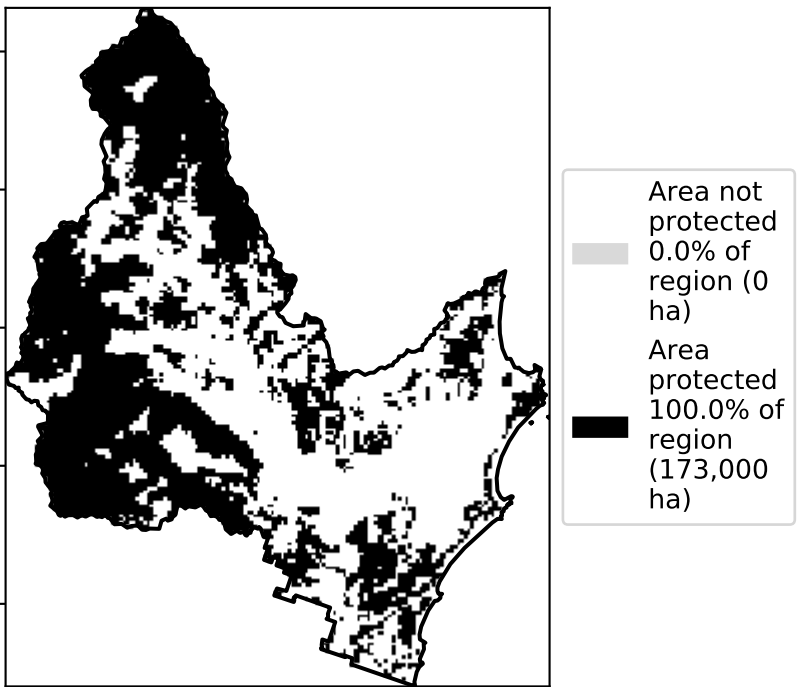 Area not
protected
0.0% of
region (0
ha)
Area
protected
100.0% of
region
(173,000
ha)